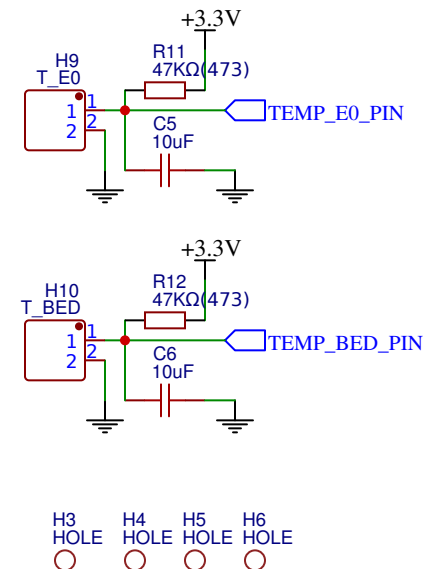 +3.3V
H9
T_E0
R11
47KΩ(473)
1 1
2 2
TEMP_E0_PIN
C5
10uF
+3.3V
H10
T_BED
R12
47KΩ(473)
1 1
2 2
TEMP_BED_PIN
C6
10uF
H3 H4 H5 H6
HOLE HOLE HOLE HOLE